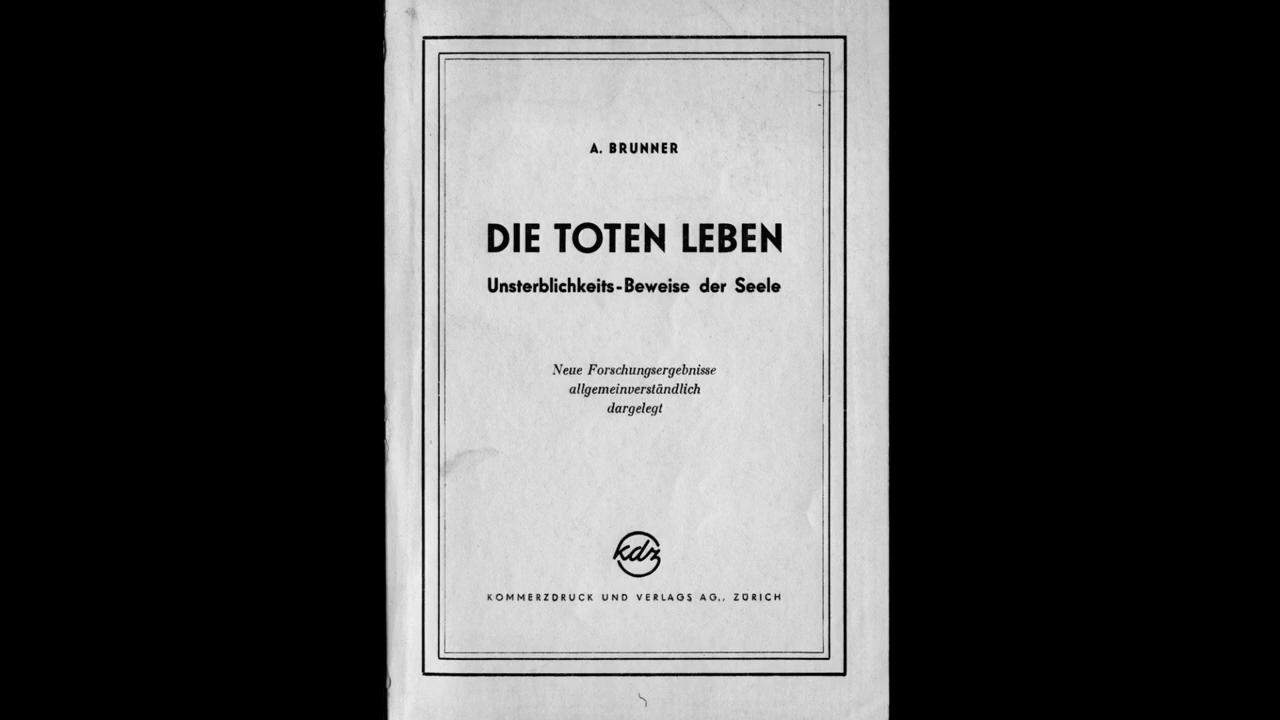 A. BRUNNER
DIE TOTEN LEBEN
Unsterblichkeits-Beweise der Seele
Neue Forschungsergebnisse
allgemeinverständlich
dargelegt
kdz
KOMMERZDRUCK UND VERLAGS AG., ZÜRICH